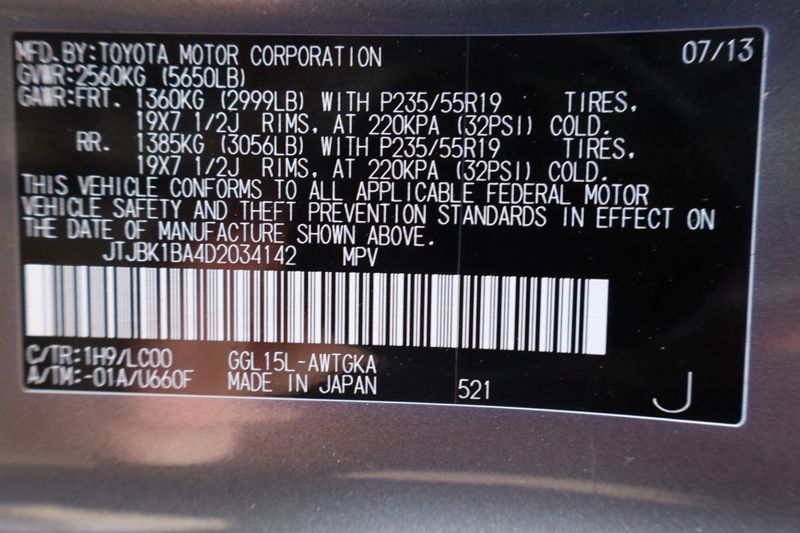 MFD.BY:TOYOTA MOTOR CORPORATION 07/13
GVWR:2560KG (5650LB)
GAWR:FRT. 1360KG (2999LB) WITH P235/55R19 TIRES,
19X7 1/2J RIMS, AT 220KPA (32PSI) COLD.
RR. 1385KG (3056LB) WITH P235/55R19 TIRES,
19X7 1/2J RIMS, AT 220KPA (32PSI) COLD.
THIS VEHICLE CONFORMS TO ALL APPLICABLE FEDERAL MOTOR
VEHICLE SAFETY AND THEFT PREVENTION STANDARDS IN EFFECT ON
THE DATE OF MANUFACTURE SHOWN ABOVE.
JTJBK1BA4D2034142 MPV
C/TR:1H9/LC00 GGL15L-AWTGKA
A/TM:-01A/U660F MADE IN JAPAN 521 J